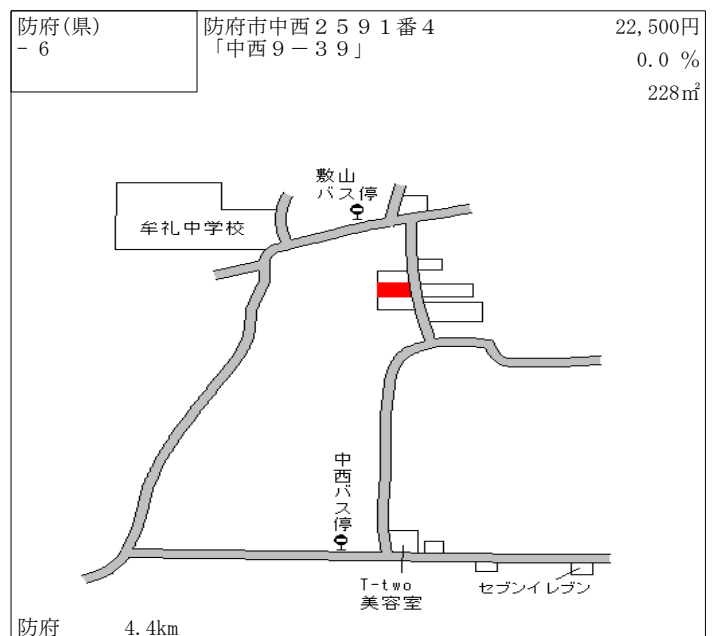 防府(県)
- 6
防府市中西２５９１番４
「中西９－３９」
22,500円
0.0 %
228㎡
敷山
バス停
牟礼中学校
中西バス停
T-two
美容室
セブンイレブン
防府 4.4km